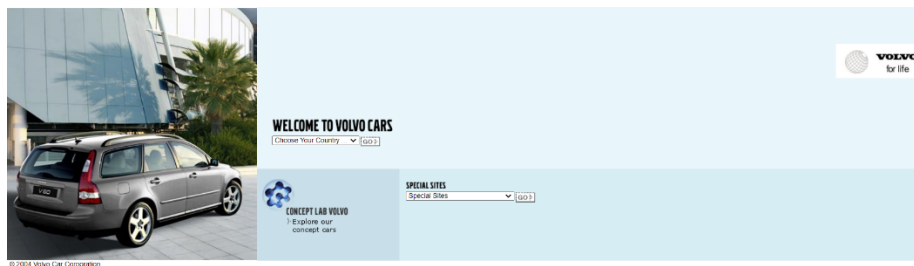 VOLVO
for life
WELCOME TO VOLVO CARS
Choose Your Country
GO
SPECIAL SITES
Special Sites
GO
CONCEPT LAB VOLVO
Explore our
concept cars
V50
© 2004 Volvo Car Corporation